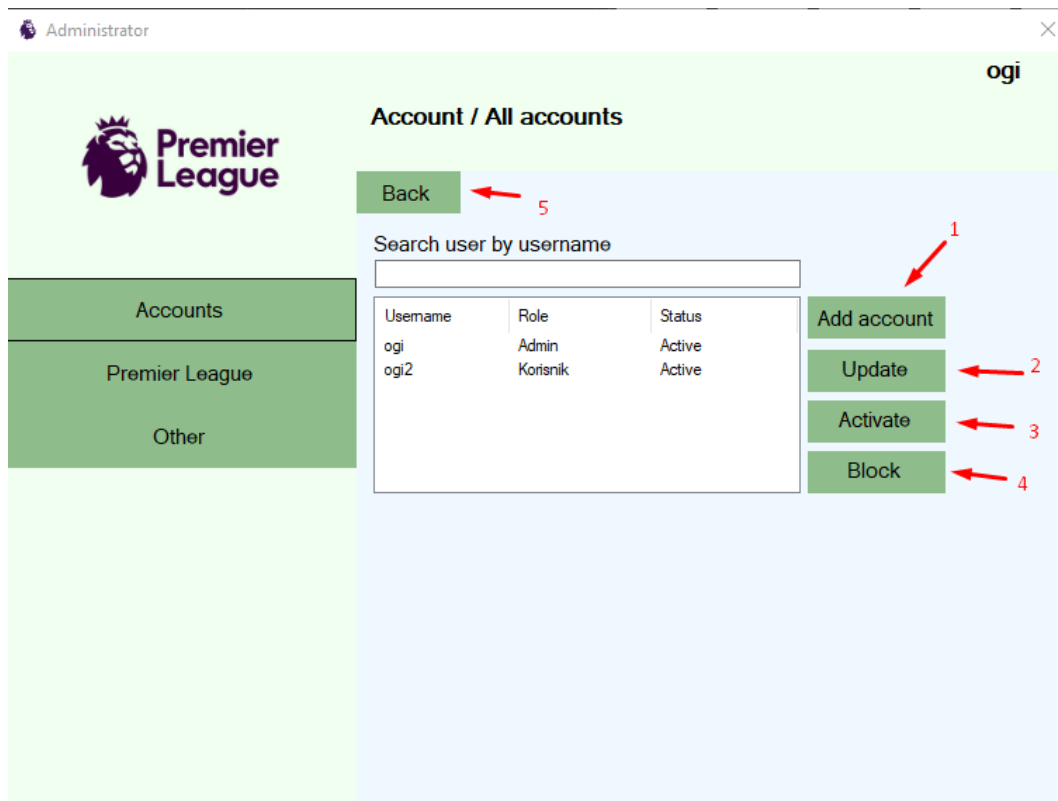 Administrator
ogi
Premier
League
Account / All accounts
Back
5
Search user by username
1
Accounts
Premier League
Other
Username Role Status
ogi Admin Active
ogi2 Korisnik Active
Add account
Update
2
Activate
3
Block
4